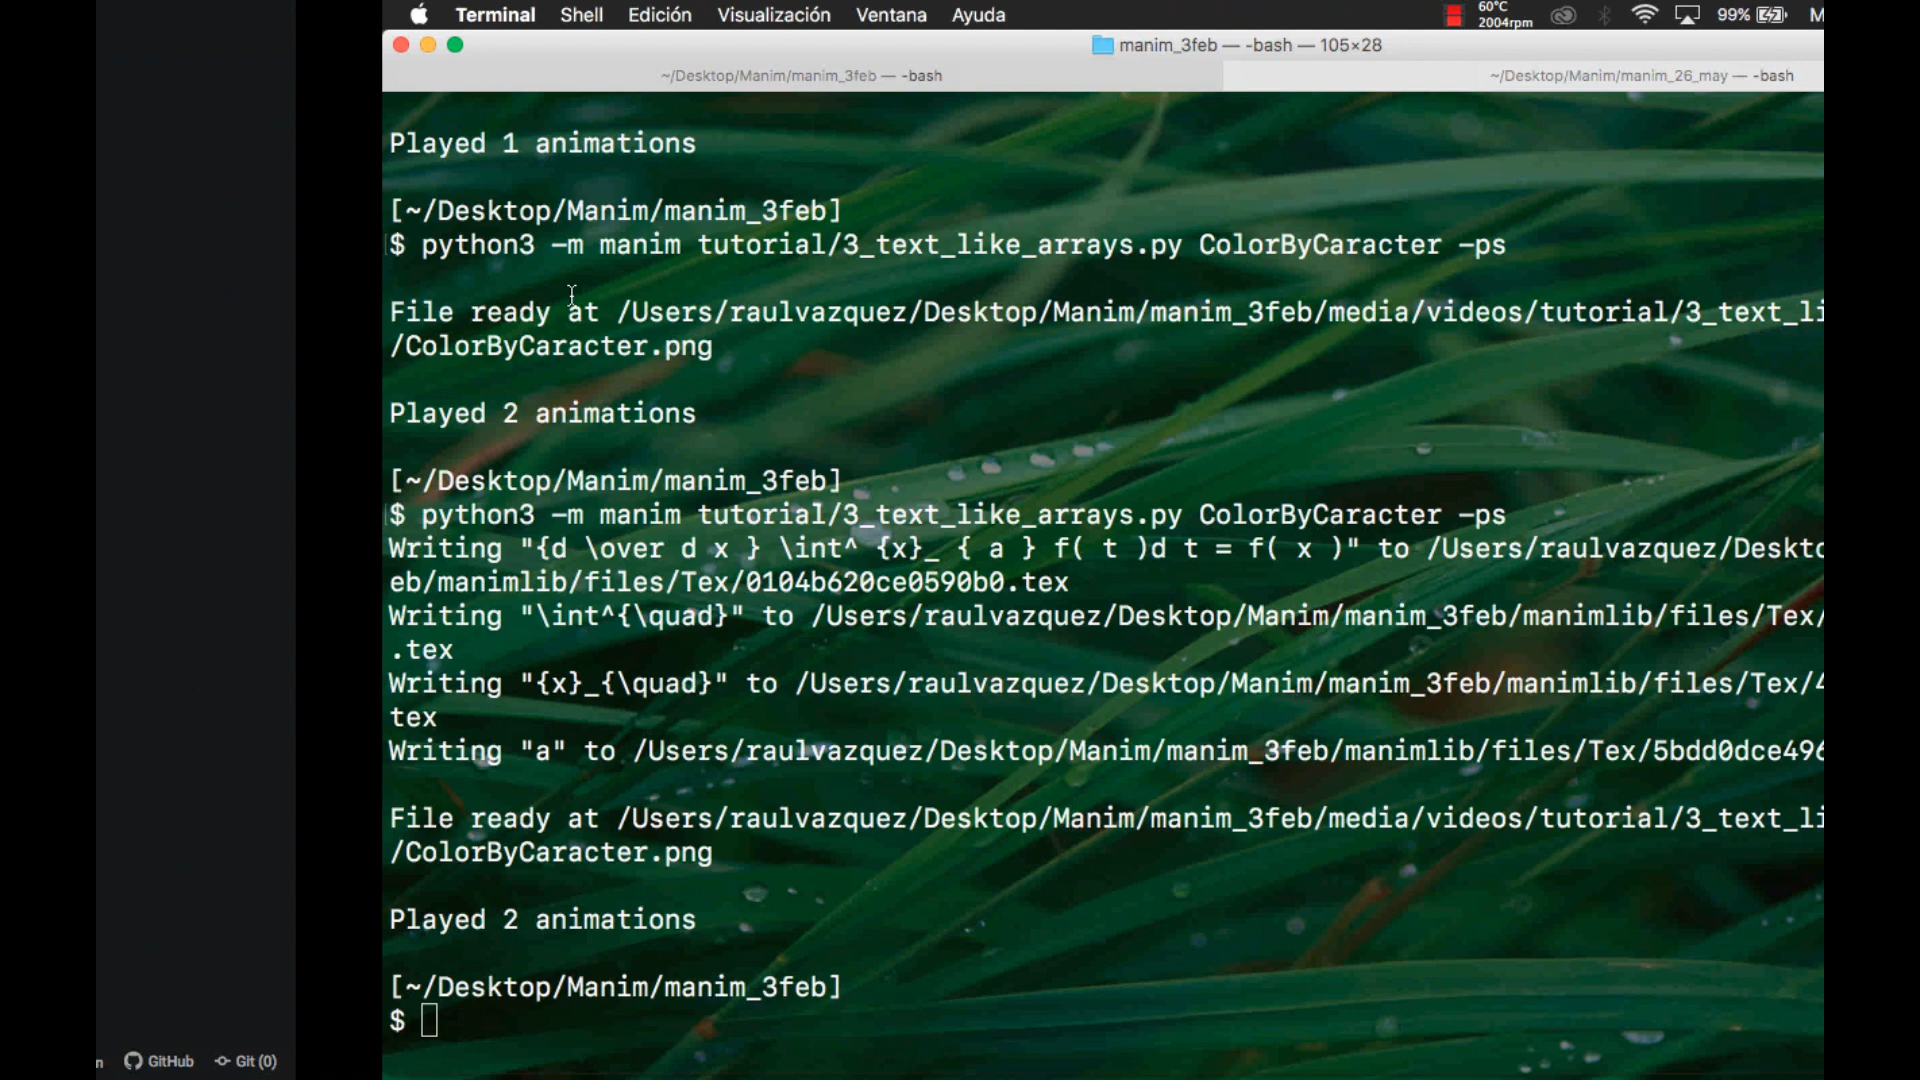 Terminal Shell Edición Visualización Ventana Ayuda 60°C 2004rpm 99%
manim_3feb — -bash — 105×28
~/Desktop/Manim/manim_3feb — -bash ~/Desktop/Manim/manim_26_may — -bash
Played 1 animations
[~/Desktop/Manim/manim_3feb]
$ python3 -m manim tutorial/3_text_like_arrays.py ColorByCaracter -ps
File ready at /Users/raulvazquez/Desktop/Manim/manim_3feb/media/videos/tutorial/3_text_li
/ColorByCaracter.png
Played 2 animations
[~/Desktop/Manim/manim_3feb]
$ python3 -m manim tutorial/3_text_like_arrays.py ColorByCaracter -ps
Writing "{d \over d x } \int^ {x}_ { a } f( t )d t = f( x )" to /Users/raulvazquez/Deskto
eb/manimlib/files/Tex/0104b620ce0590b0.tex
Writing "\int^{\quad}" to /Users/raulvazquez/Desktop/Manim/manim_3feb/manimlib/files/Tex/
.tex
Writing "{x}_{\quad}" to /Users/raulvazquez/Desktop/Manim/manim_3feb/manimlib/files/Tex/4
tex
Writing "a" to /Users/raulvazquez/Desktop/Manim/manim_3feb/manimlib/files/Tex/5bdd0dce496
File ready at /Users/raulvazquez/Desktop/Manim/manim_3feb/media/videos/tutorial/3_text_li
/ColorByCaracter.png
Played 2 animations
[~/Desktop/Manim/manim_3feb]
$
GitHub Git (0)